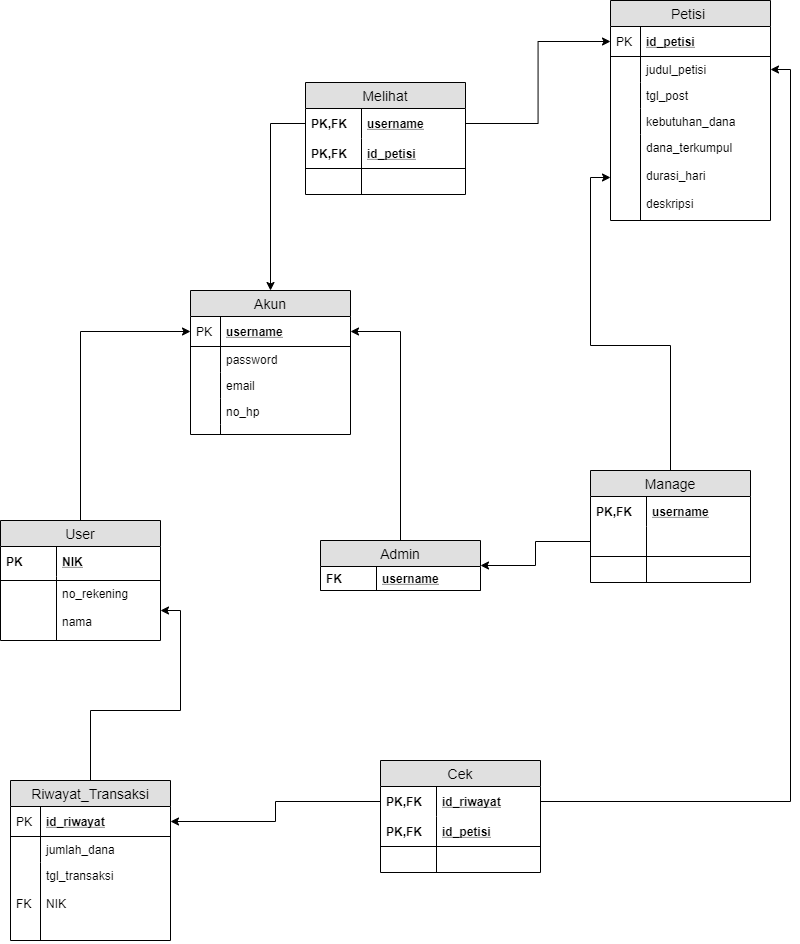 Petisi
PK id_petisi
judul_petisi
tgl_post
kebutuhan_dana
dana_terkumpul
durasi_hari
deskripsi
Melihat
PK,FK username
PK,FK id_petisi
Akun
PK username
password
email
no_hp
Manage
PK,FK username
User
PK NIK
no_rekening
nama
Admin
FK username
Riwayat_Transaksi
PK id_riwayat
jumlah_dana
tgl_transaksi
FK NIK
Cek
PK,FK id_riwayat
PK,FK id_petisi